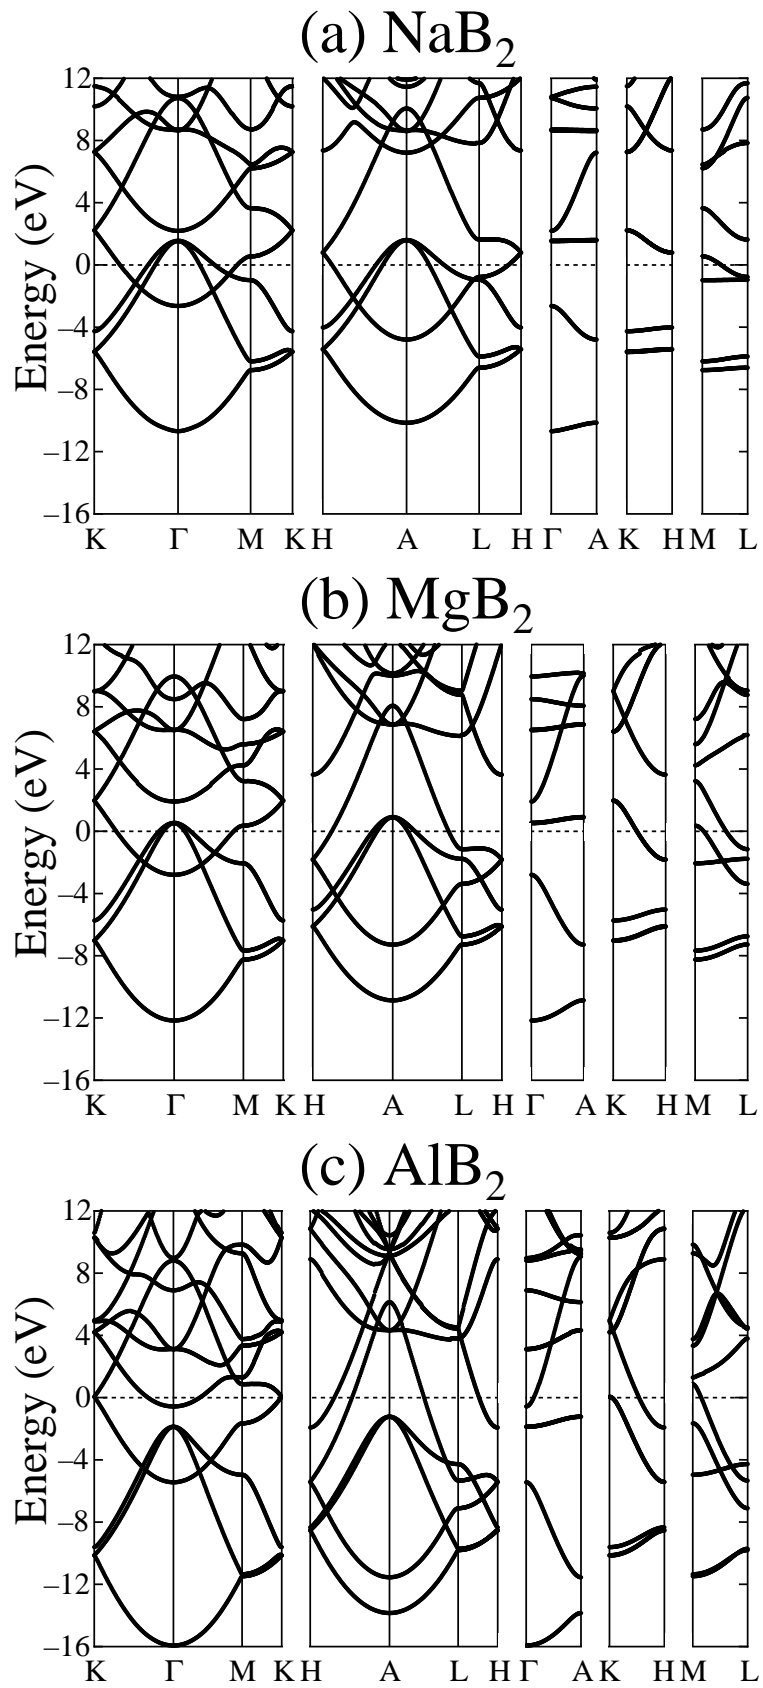 (a) NaB2
Energy (eV)
12
8
4
0
–4
–8
–12
–16
K Γ M K H A L H Γ A K H M L
(b) MgB2
Energy (eV)
12
8
4
0
–4
–8
–12
–16
K Γ M K H A L H Γ A K H M L
(c) AlB2
Energy (eV)
12
8
4
0
–4
–8
–12
–16
K Γ M K H A L H Γ A K H M L